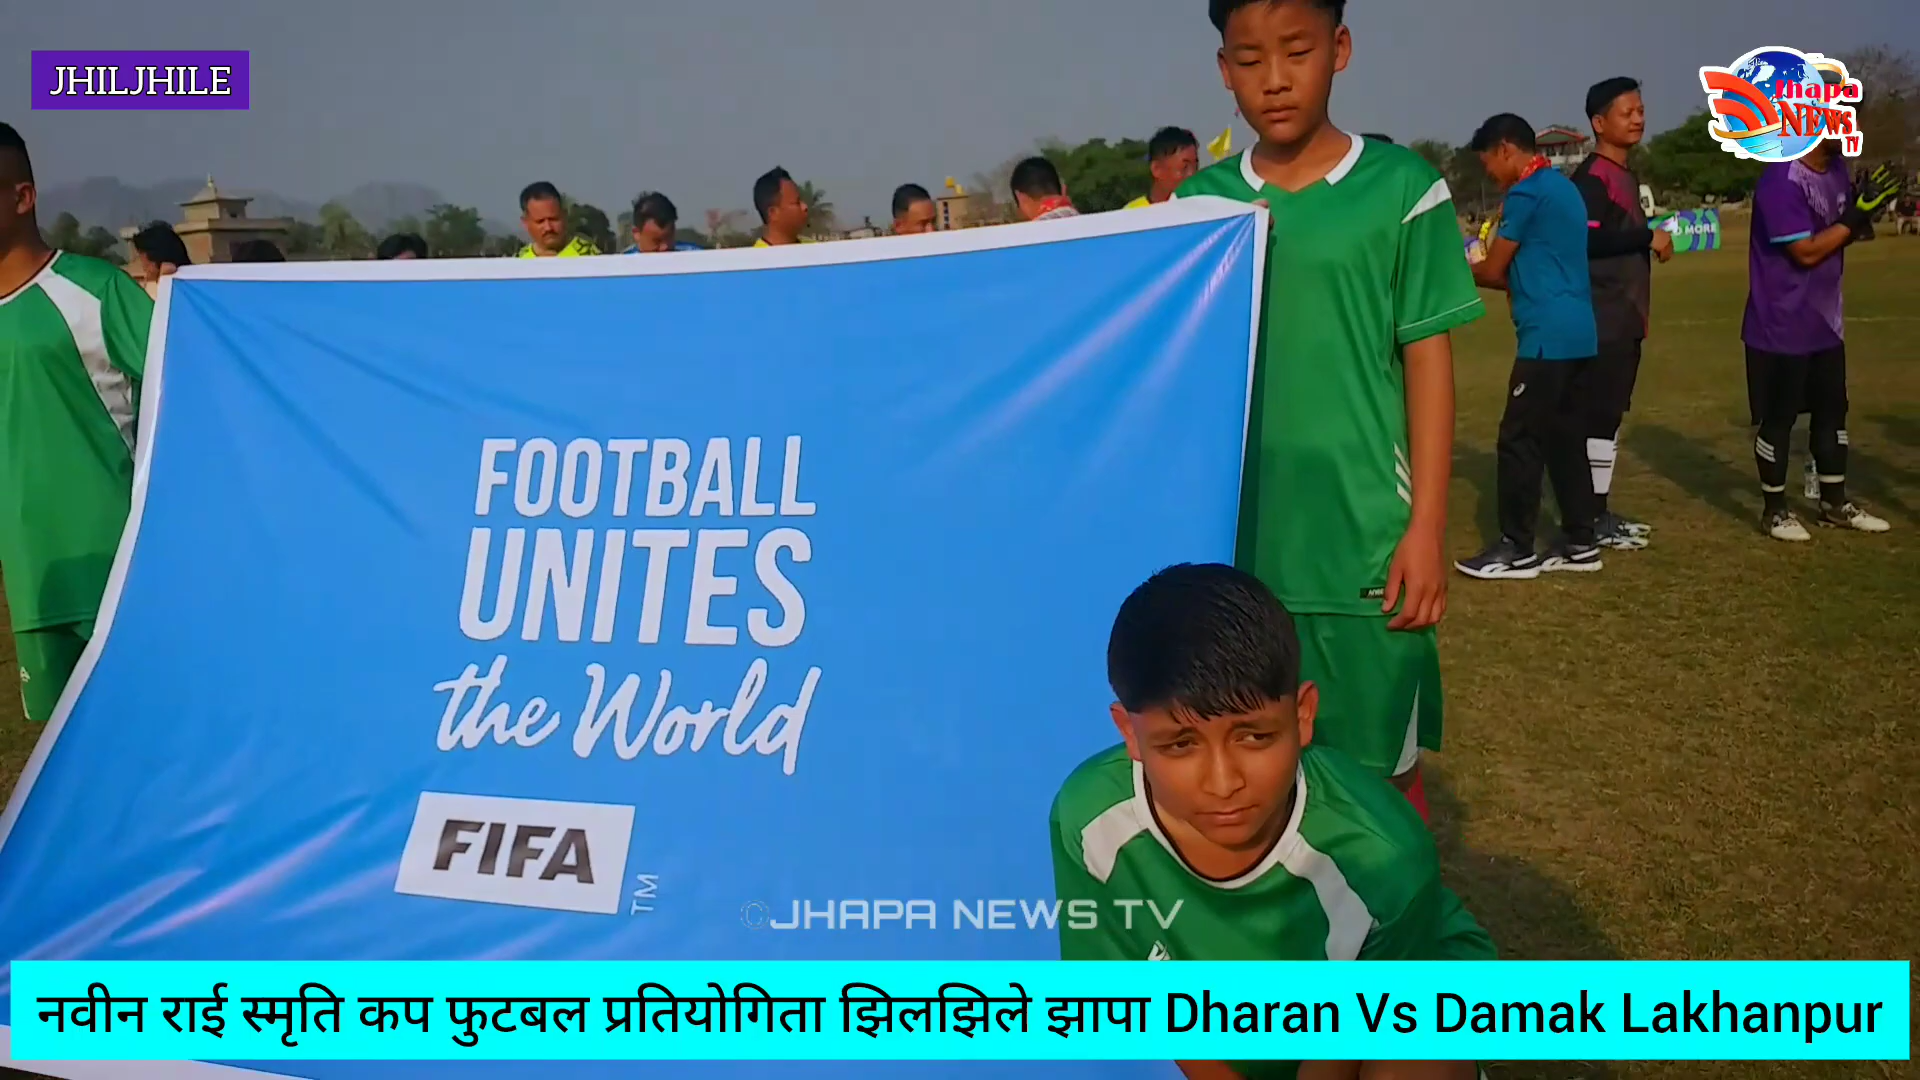 JHILJHILE
Jhapa
NEWS
TV
O MORE
FOOTBALL
UNITES
the World
FIFA
TM
©JHAPA NEWS TV
नवीन राई स्मृति कप फुटबल प्रतियोगिता झिलझिले झापा Dharan Vs Damak Lakhanpur